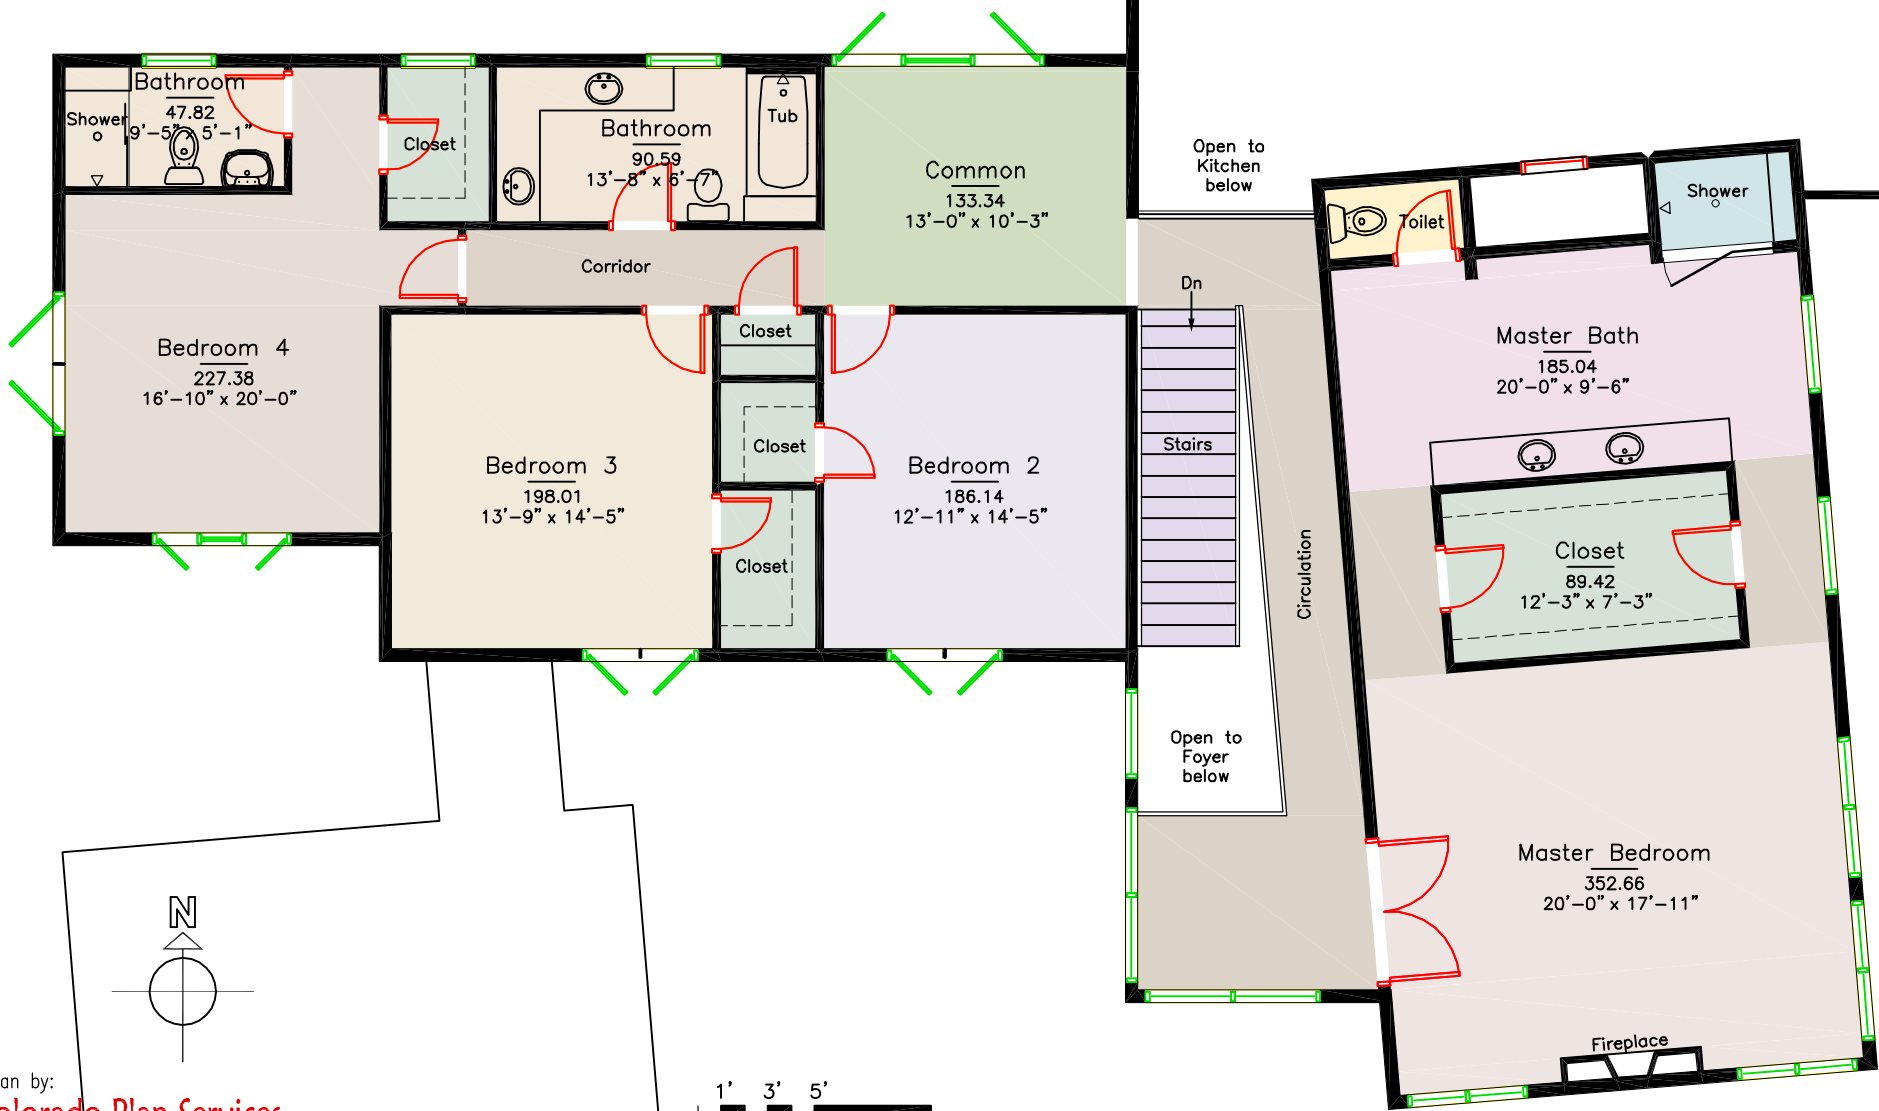 Bathroom
47.82
9'-5" x 5'-1"
Shower
Closet
Bathroom
90.59
13'-8" x 6'-7"
Tub
Common
133.34
13'-0" x 10'-3"
Open to
Kitchen
below
Toilet
Shower
Corridor
Dn
Closet
Bedroom 4
227.38
16'-10" x 20'-0"
Master Bath
185.04
20'-0" x 9'-6"
Closet
Stairs
Bedroom 3
198.01
13'-9" x 14'-5"
Bedroom 2
186.14
12'-11" x 14'-5"
Closet
Circulation
Closet
89.42
12'-3" x 7'-3"
Open to
Foyer
below
Master Bedroom
352.66
20'-0" x 17'-11"
N
Fireplace
an by:
olorado Plan Services
1' 3' 5'